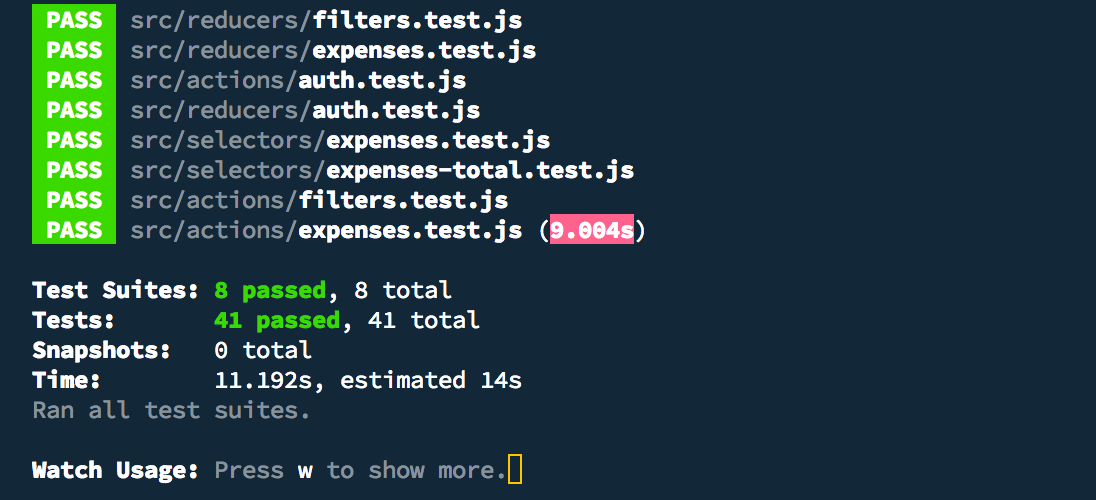 PASS src/reducers/filters.test.js
PASS src/reducers/expenses.test.js
PASS src/actions/auth.test.js
PASS src/reducers/auth.test.js
PASS src/selectors/expenses.test.js
PASS src/selectors/expenses-total.test.js
PASS src/actions/filters.test.js
PASS src/actions/expenses.test.js (9.004s)
Test Suites: 8 passed, 8 total
Tests: 41 passed, 41 total
Snapshots: 0 total
Time: 11.192s, estimated 14s
Ran all test suites.
Watch Usage: Press w to show more.